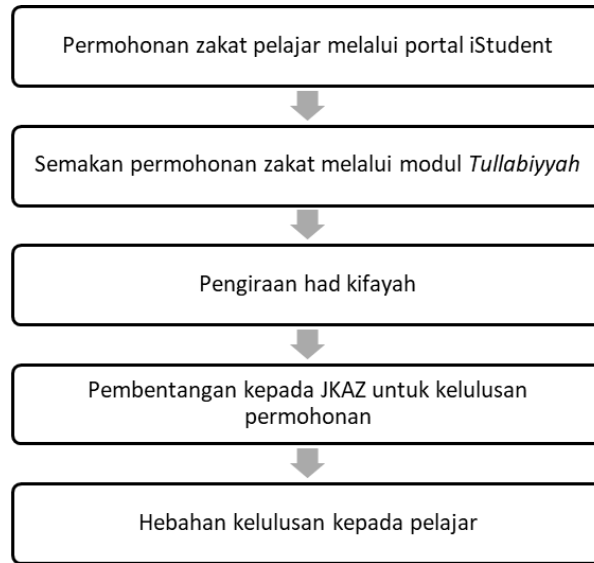 Permohonan zakat pelajar melalui portal iStudent
Semakan permohonan zakat melalui modul Tullabiyyah
Pengiraan had kifayah
Pembentangan kepada JKAZ untuk kelulusan
permohonan
Hebahan kelulusan kepada pelajar